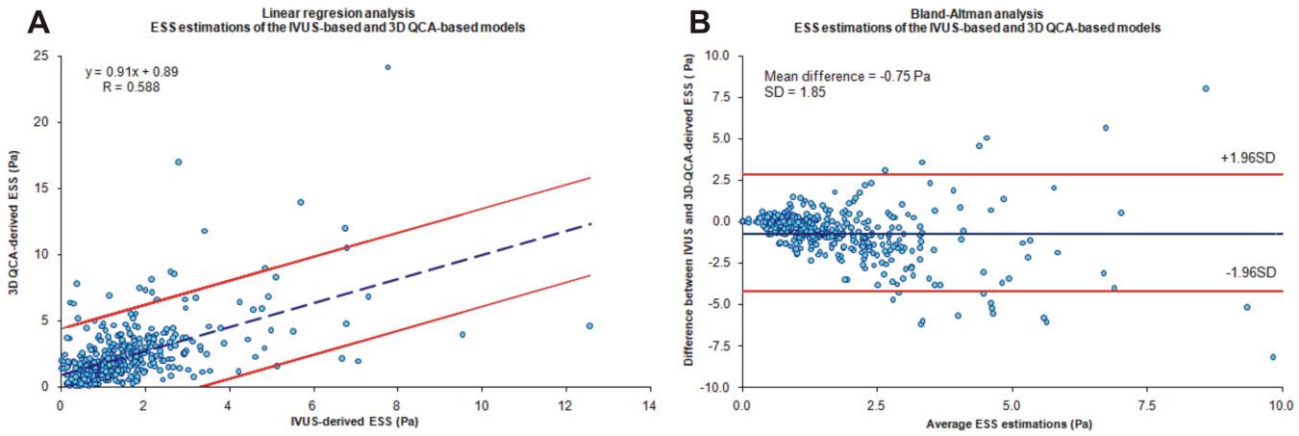 A
Linear regresion analysis
ESS estimations of the IVUS-based and 3D QCA-based models
y = 0.91x + 0.89
R = 0.588
3D QCA-derived ESS (Pa)
25
20
15
10
5
0
0 2 4 6 8 10 12 14
IVUS-derived ESS (Pa)
B
Bland-Altman analysis
ESS estimations of the IVUS-based and 3D QCA-based models
Mean difference = -0.75 Pa
SD = 1.85
Difference between IVUS and 3D-QCA-deirved ESS ( Pa)
10.0
7.5
5.0
2.5
0.0
-2.5
-5.0
-7.5
-10.0
+1.96SD
-1.96SD
0.0 2.5 5.0 7.5 10.0
Average ESS estimations (Pa)